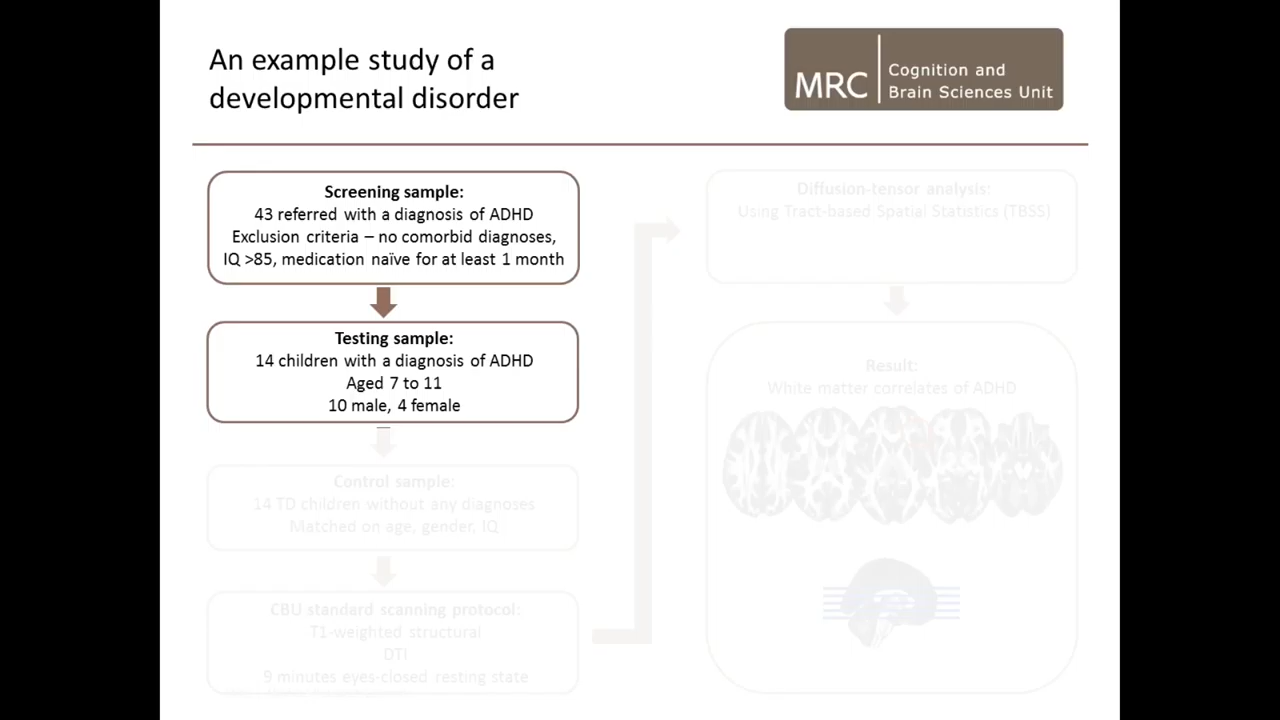 An example study of a
developmental disorder
MRC
Cognition and
Brain Sciences Unit
Screening sample:
43 referred with a diagnosis of ADHD
Exclusion criteria – no comorbid diagnoses,
IQ >85, medication naïve for at least 1 month
Testing sample:
14 children with a diagnosis of ADHD
Aged 7 to 11
10 male, 4 female
Control sample:
14 TD children without any diagnoses
Matched on age, gender, IQ
CBU standard scanning protocol:
T1-weighted structural
DTI
9 minutes eyes-closed resting state
Diffusion-tensor analysis:
Using Tract-based Spatial Statistics (TBSS)
Result:
White matter correlates of ADHD